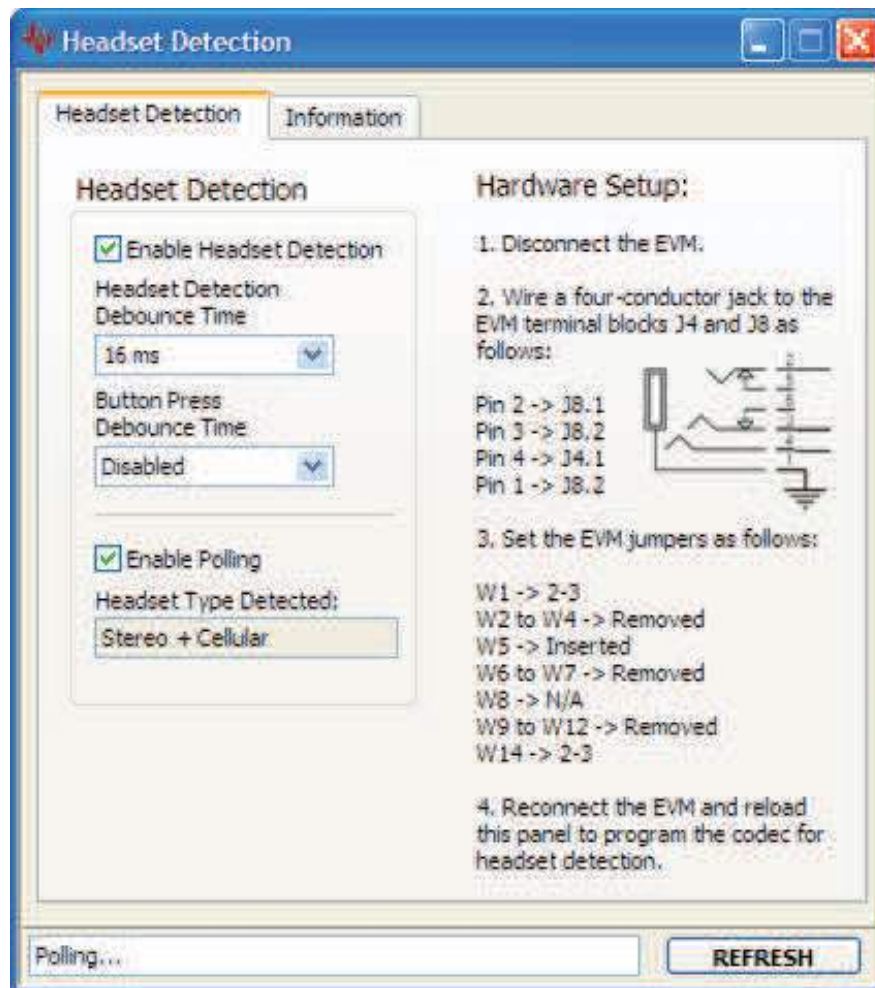 Headset Detection
Headset Detection
Information
Headset Detection
Enable Headset Detection
Headset Detection
Debounce Time
16 ms
Button Press
Debounce Time
Disabled
Enable Polling
Headset Type Detected:
Stereo + Cellular
Hardware Setup:
1. Disconnect the EVM.
2. Wire a four-conductor jack to the
EVM terminal blocks J4 and J8 as
follows:
Pin 2 -> J8.1
Pin 3 -> J8.2
Pin 4 -> J4.1
Pin 1 -> J8.2
3. Set the EVM jumpers as follows:
W1 -> 2-3
W2 to W4 -> Removed
W5 -> Inserted
W6 to W7 -> Removed
W8 -> N/A
W9 to W12 -> Removed
W14 -> 2-3
4. Reconnect the EVM and reload
this panel to program the codec for
headset detection.
Polling...
REFRESH